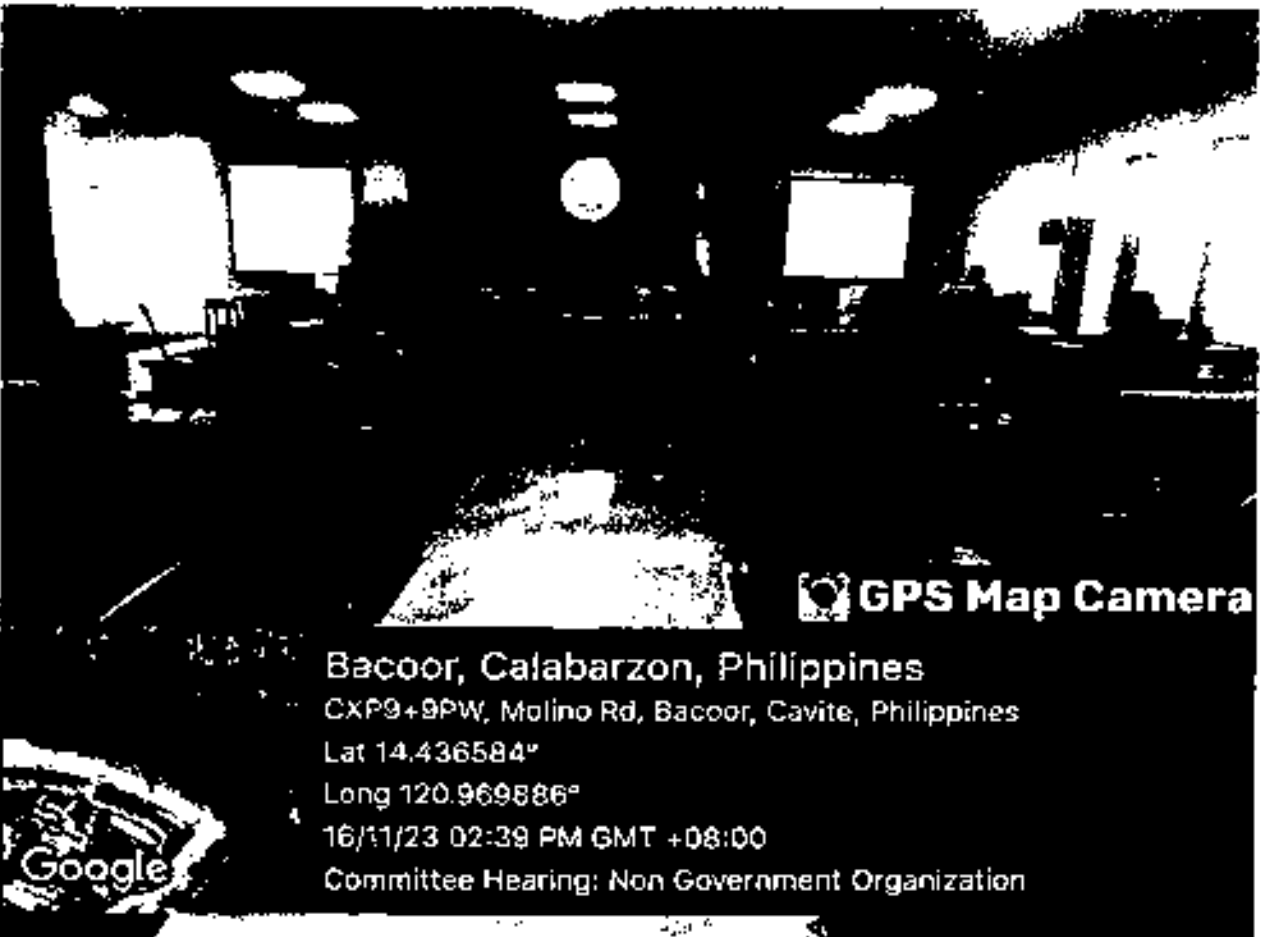 GPS Map Camera
Bacoor, Calabarzon, Philippines
CXP9+9PW, Molino Rd, Bacoor, Cavite, Philippines
Lat 14.436584°
Long 120.969886°
16/11/23 02:39 PM GMT +08:00
Committee Hearing: Non Government Organization
Google